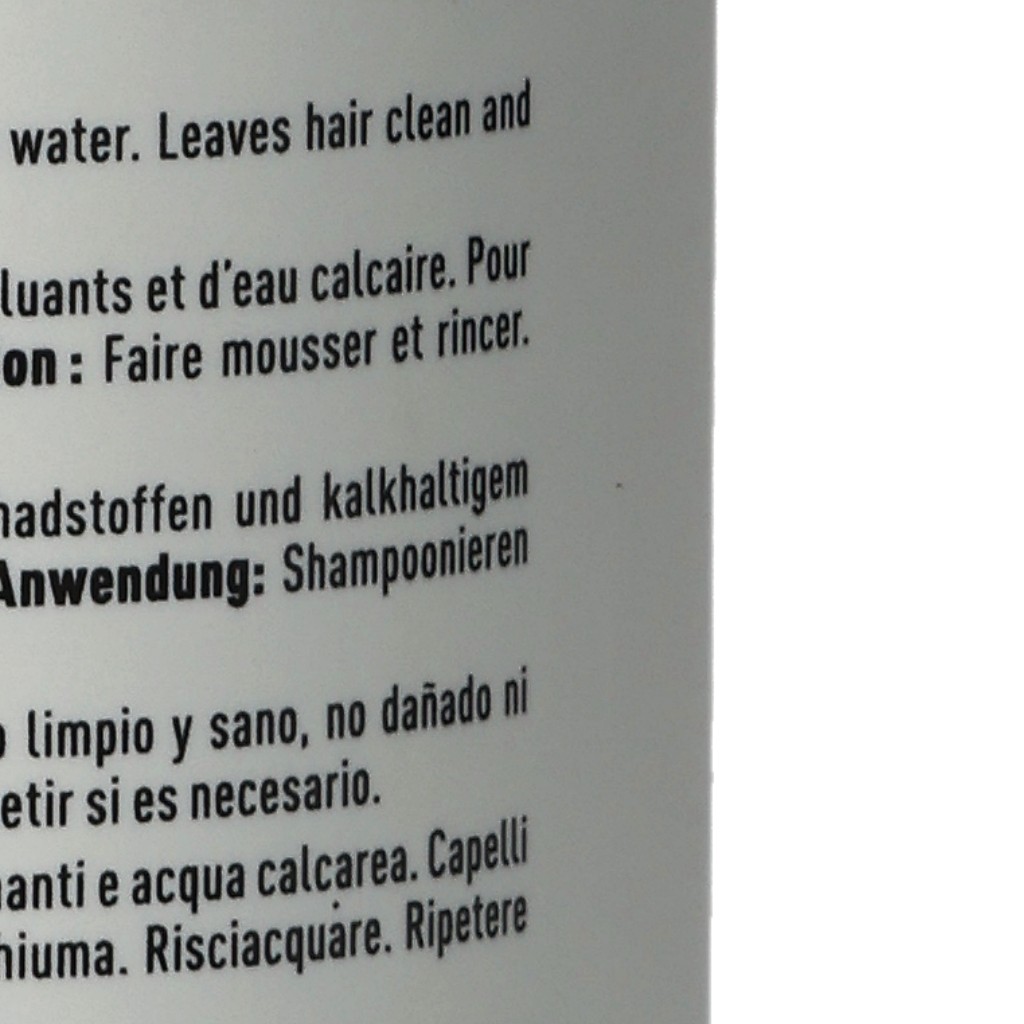 water. Leaves hair clean and
luants et d'eau calcaire. Pour
on : Faire mousser et rincer.
hadstoffen und kalkhaltigem
Anwendung: Shampoonieren
o limpio y sano, no dañado ni
etir si es necesario.
anti e acqua calcarea. Capelli
hiuma. Risciacquare. Ripetere